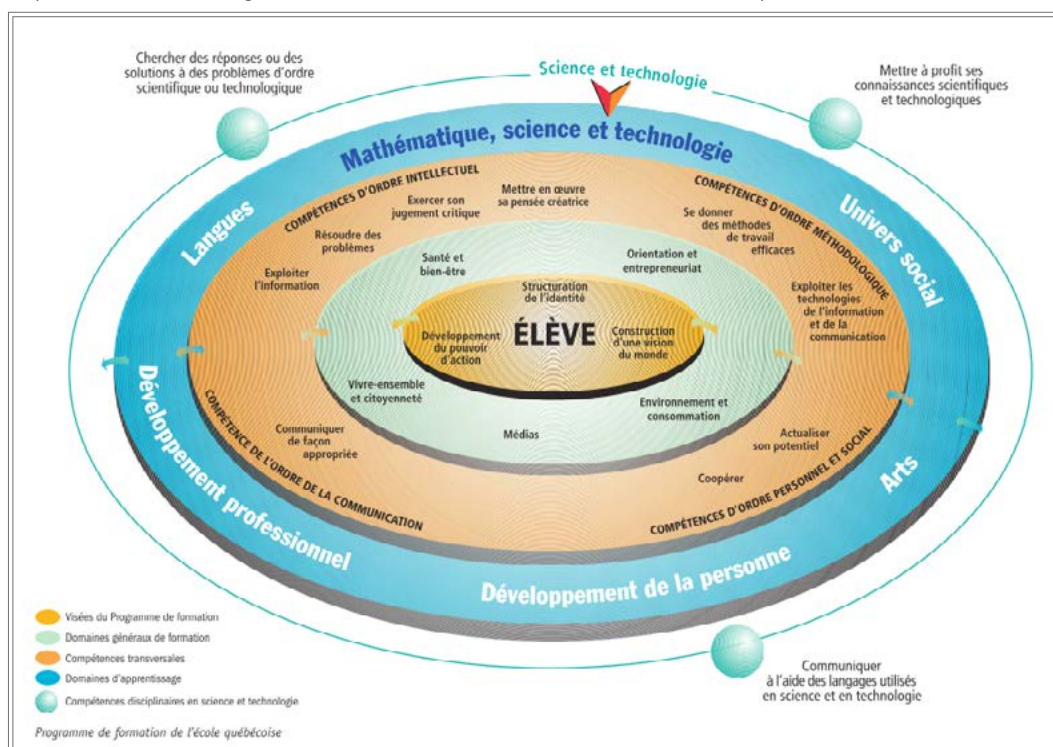 Chercher des réponses ou des
solutions à des problèmes d'ordre
scientifique ou technologique
Science et technologie
Mettre à profit ses
connaissances scientifiques
et technologiques
Mathématique, science et technologie
Langues
Univers social
COMPÉTENCES D'ORDRE INTELLECTUEL
COMPÉTENCES D'ORDRE MÉTHODOLOGIQUE
Exercer son
jugement critique
Mettre en œuvre
sa pensée créatrice
Se donner
des méthodes
de travail
efficaces
Résoudre des
problèmes
Exploiter
l'information
Santé et
bien-être
Orientation et
entrepreneuriat
Exploiter les
technologies
de l'information
et de la
communication
Structuration
de l'identité
ÉLÈVE
Développement
du pouvoir
d'action
Construction
d'une vision
du monde
Vivre-ensemble
et citoyenneté
Environnement et
consommation
Médias
Communiquer
de façon
appropriée
Actualiser
son potentiel
Coopérer
COMPÉTENCE DE L'ORDRE DE LA COMMUNICATION
COMPÉTENCES D'ORDRE PERSONNEL ET SOCIAL
Développement professionnel
Arts
Développement de la personne
Visées du Programme de formation
Domaines généraux de formation
Compétences transversales
Domaines d'apprentissage
Compétences disciplinaires en science et technologie
Communiquer
à l'aide des langages utilisés
en science et en technologie
Programme de formation de l'école québécoise